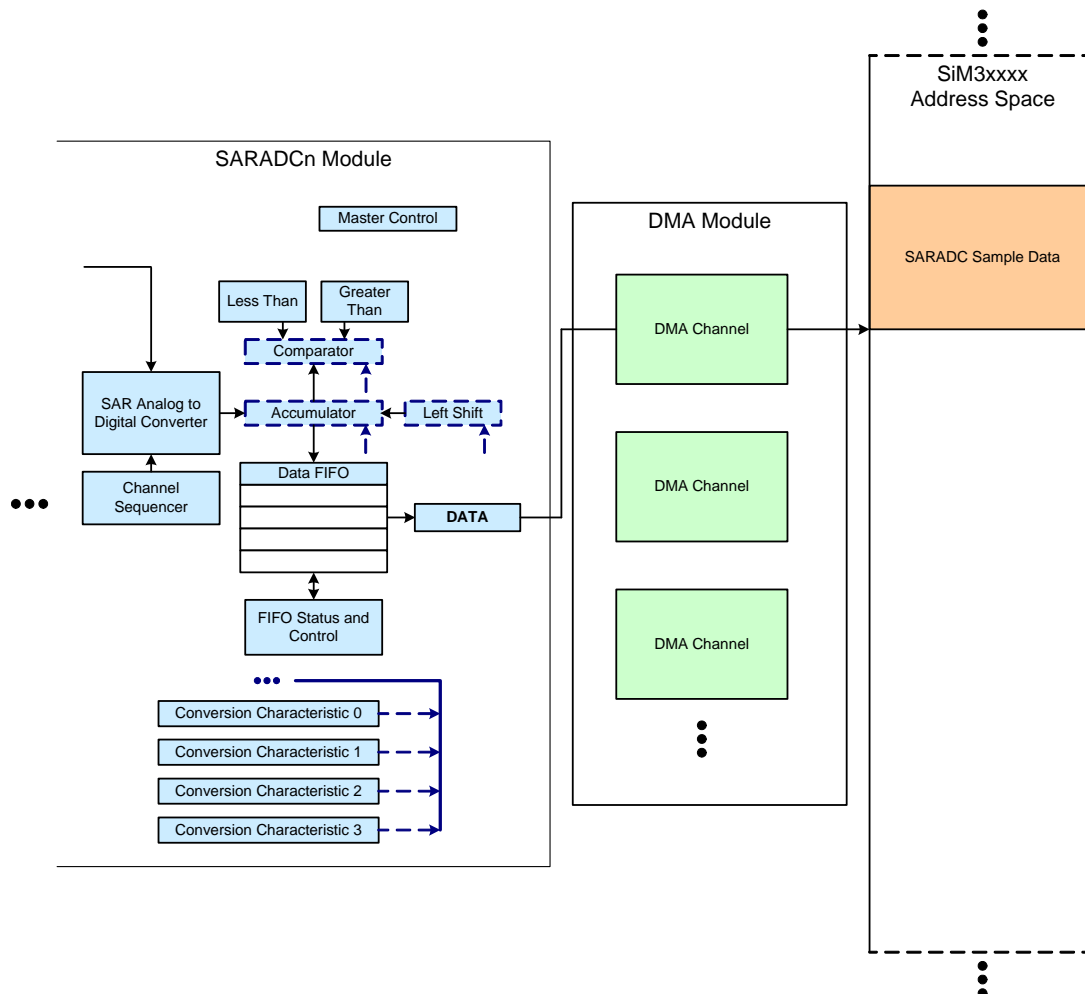 SiM3xxxx
Address Space
SARADCn Module
Master Control
DMA Module
SARADC Sample Data
Less Than
Greater
Than
DMA Channel
Comparator
SAR Analog to
Digital Converter
Accumulator
Left Shift
Data FIFO
Channel
Sequencer
DATA
DMA Channel
FIFO Status and
Control
DMA Channel
Conversion Characteristic 0
Conversion Characteristic 1
Conversion Characteristic 2
Conversion Characteristic 3